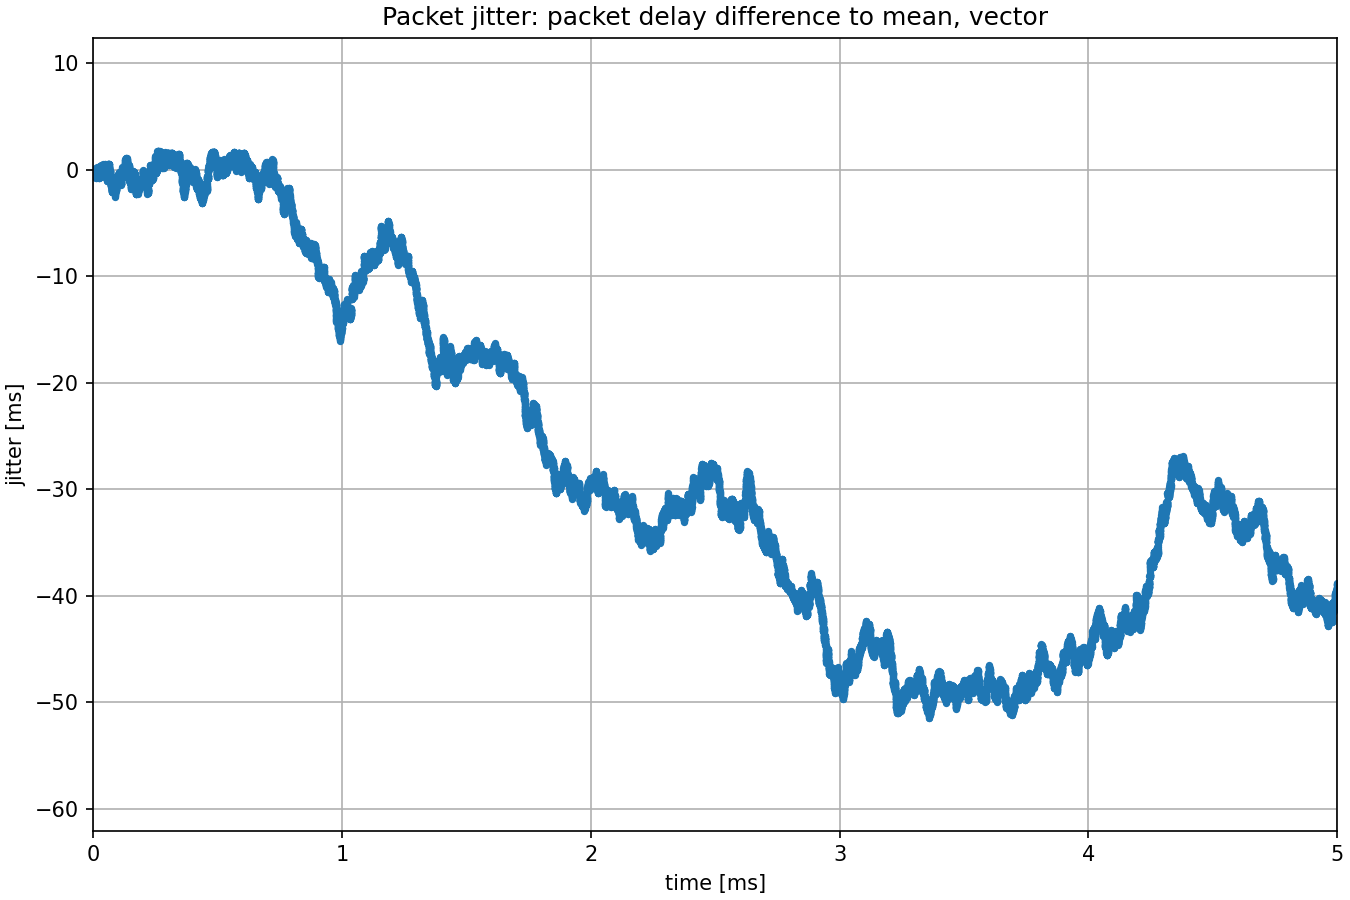 Packet jitter: packet delay difference to mean, vector
10
0
−10
−20
−30
−40
−50
−60
jitter [ms]
0 1 2 3 4 5
time [ms]